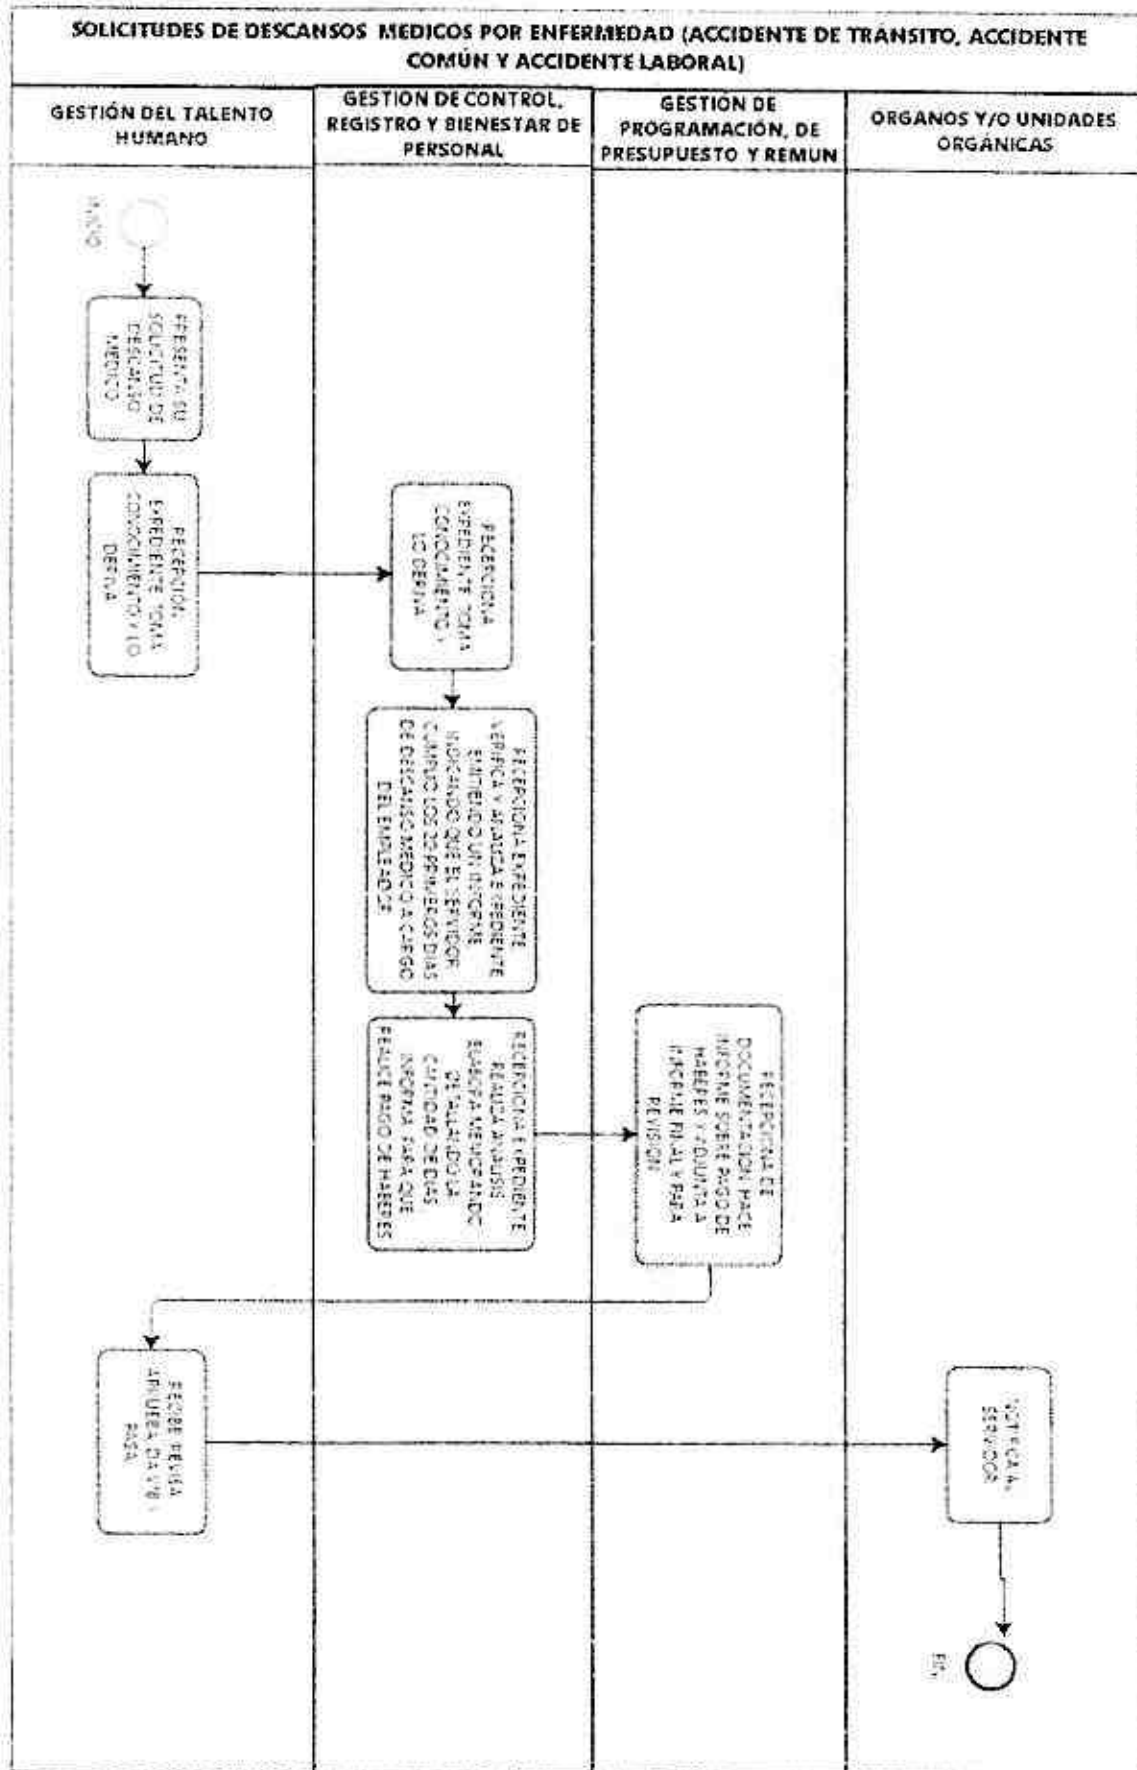 SOLICITUDES DE DESCANSOS MEDICOS POR ENFERMEDAD (ACCIDENTE DE TRÁNSITO, ACCIDENTE
COMÚN Y ACCIDENTE LABORAL)
GESTIÓN DEL TALENTO
HUMANO
GESTION DE CONTROL,
REGISTRO Y BIENESTAR DE
PERSONAL
GESTIÓN DE
PROGRAMACIÓN, DE
PRESUPUESTO Y REMUN
ORGANOS Y/O UNIDADES
ORGÁNICAS
INICIO
PRESENTA SU
SOLICITUD DE
DESCANSO
MEDICO
RECEPCIÓN
EXPEDIENTE TOMA
CONOCIMIENTO Y LO
DERIVA
RECEPCIONA
EXPEDIENTE TOMA
CONOCIMIENTO Y
LO DERIVA
RECEPCIONA EXPEDIENTE
VERIFICA Y ANALIZA EXPEDIENTE
EMITIENDO UN INFORME
INDICANDO QUE EL SERVIDOR
CUMPLIO LOS 20 PRIMEROS DIAS
DE DESCANSO MEDICO A CARGO
DEL EMPLEADOR
RECEPCIONA EXPEDIENTE
REALIZA ANALISIS
ELABORA MEMORANDO
DETALLANDO LA
CANTIDAD DE DIAS
INFORMA PARA QUE
REALICE PAGO DE HABERES
RECEPCIONA DE
DOCUMENTACION HACE
INFORME SOBRE PAGO DE
HABERES Y ADJUNTA A
INFORME FINAL Y PARA
REVISION
RECIBE REVISA
APRUEBA DA
PASA
NOTIFICA AL
SERVIDOR
FIN